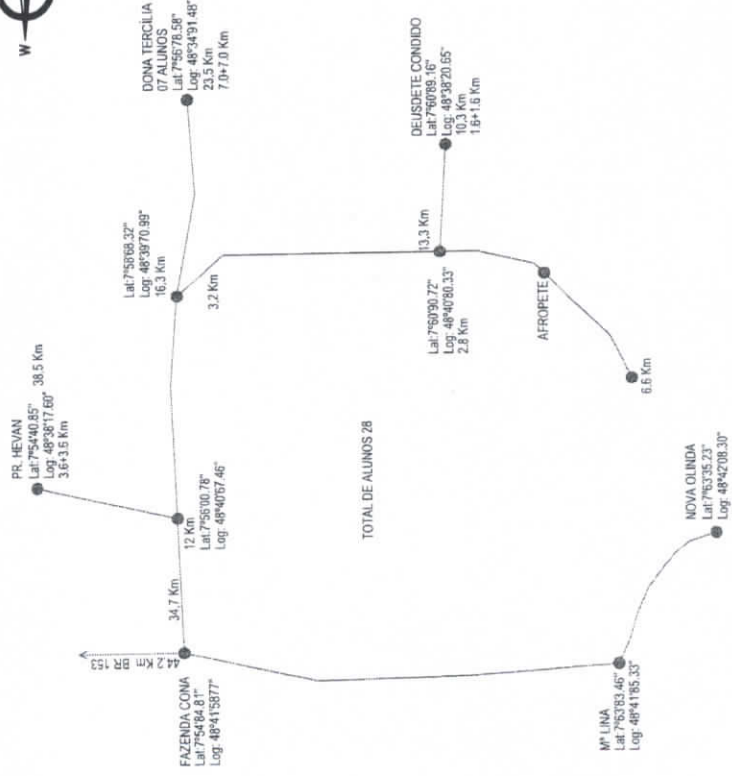 W
PR. HEVAN
Lat:7°54'40.85" 38,5 Km
Log: 48°38'17.60"
3.6+3.6 Km
DONA TERCÍLIA
07 ALUNOS
Lat:7°56'78.58"
Log: 48°34'91.48"
23,5 Km
7.0+7.0 Km
Lat:7°58'68.32"
Log: 48°39'70.99"
16,3 Km
3,2 Km
12 Km
Lat:7°56'00.78"
Log: 48°40'67.46"
34,7 Km
44,2 Km BR 153
FAZENDA CONA
Lat:7°54'84.81"
Log: 48°41'5877"
DEUSDETE CONDIDO
Lat:7°60'89.16"
Log: 48°38'20.65"
10,3 Km
1.6+1.6 Km
13,3 Km
Lat:7°60'90.72"
Log: 48°40'80.33"
2.8 Km
AFROPETE
6.6 Km
TOTAL DE ALUNOS 28
Mª LINA
Lat:7°63'83.46"
Log: 48°41'85.33"
NOVA OLINDA
Lat:7°63'35.23"
Log: 48°42'08.30"